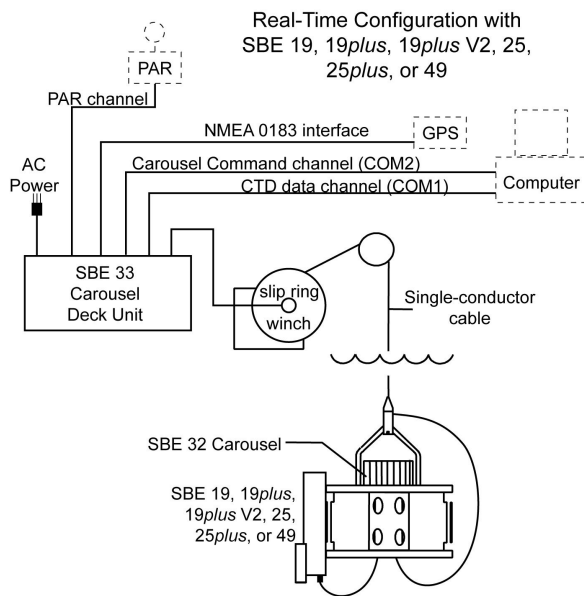 Real-Time Configuration with
SBE 19, 19plus, 19plus V2, 25,
25plus, or 49
PAR
PAR channel
NMEA 0183 interface
GPS
AC
Power
Carousel Command channel (COM2)
CTD data channel (COM1)
Computer
SBE 33
Carousel
Deck Unit
slip ring
winch
Single-conductor
cable
SBE 32 Carousel
SBE 19, 19plus,
19plus V2, 25,
25plus, or 49